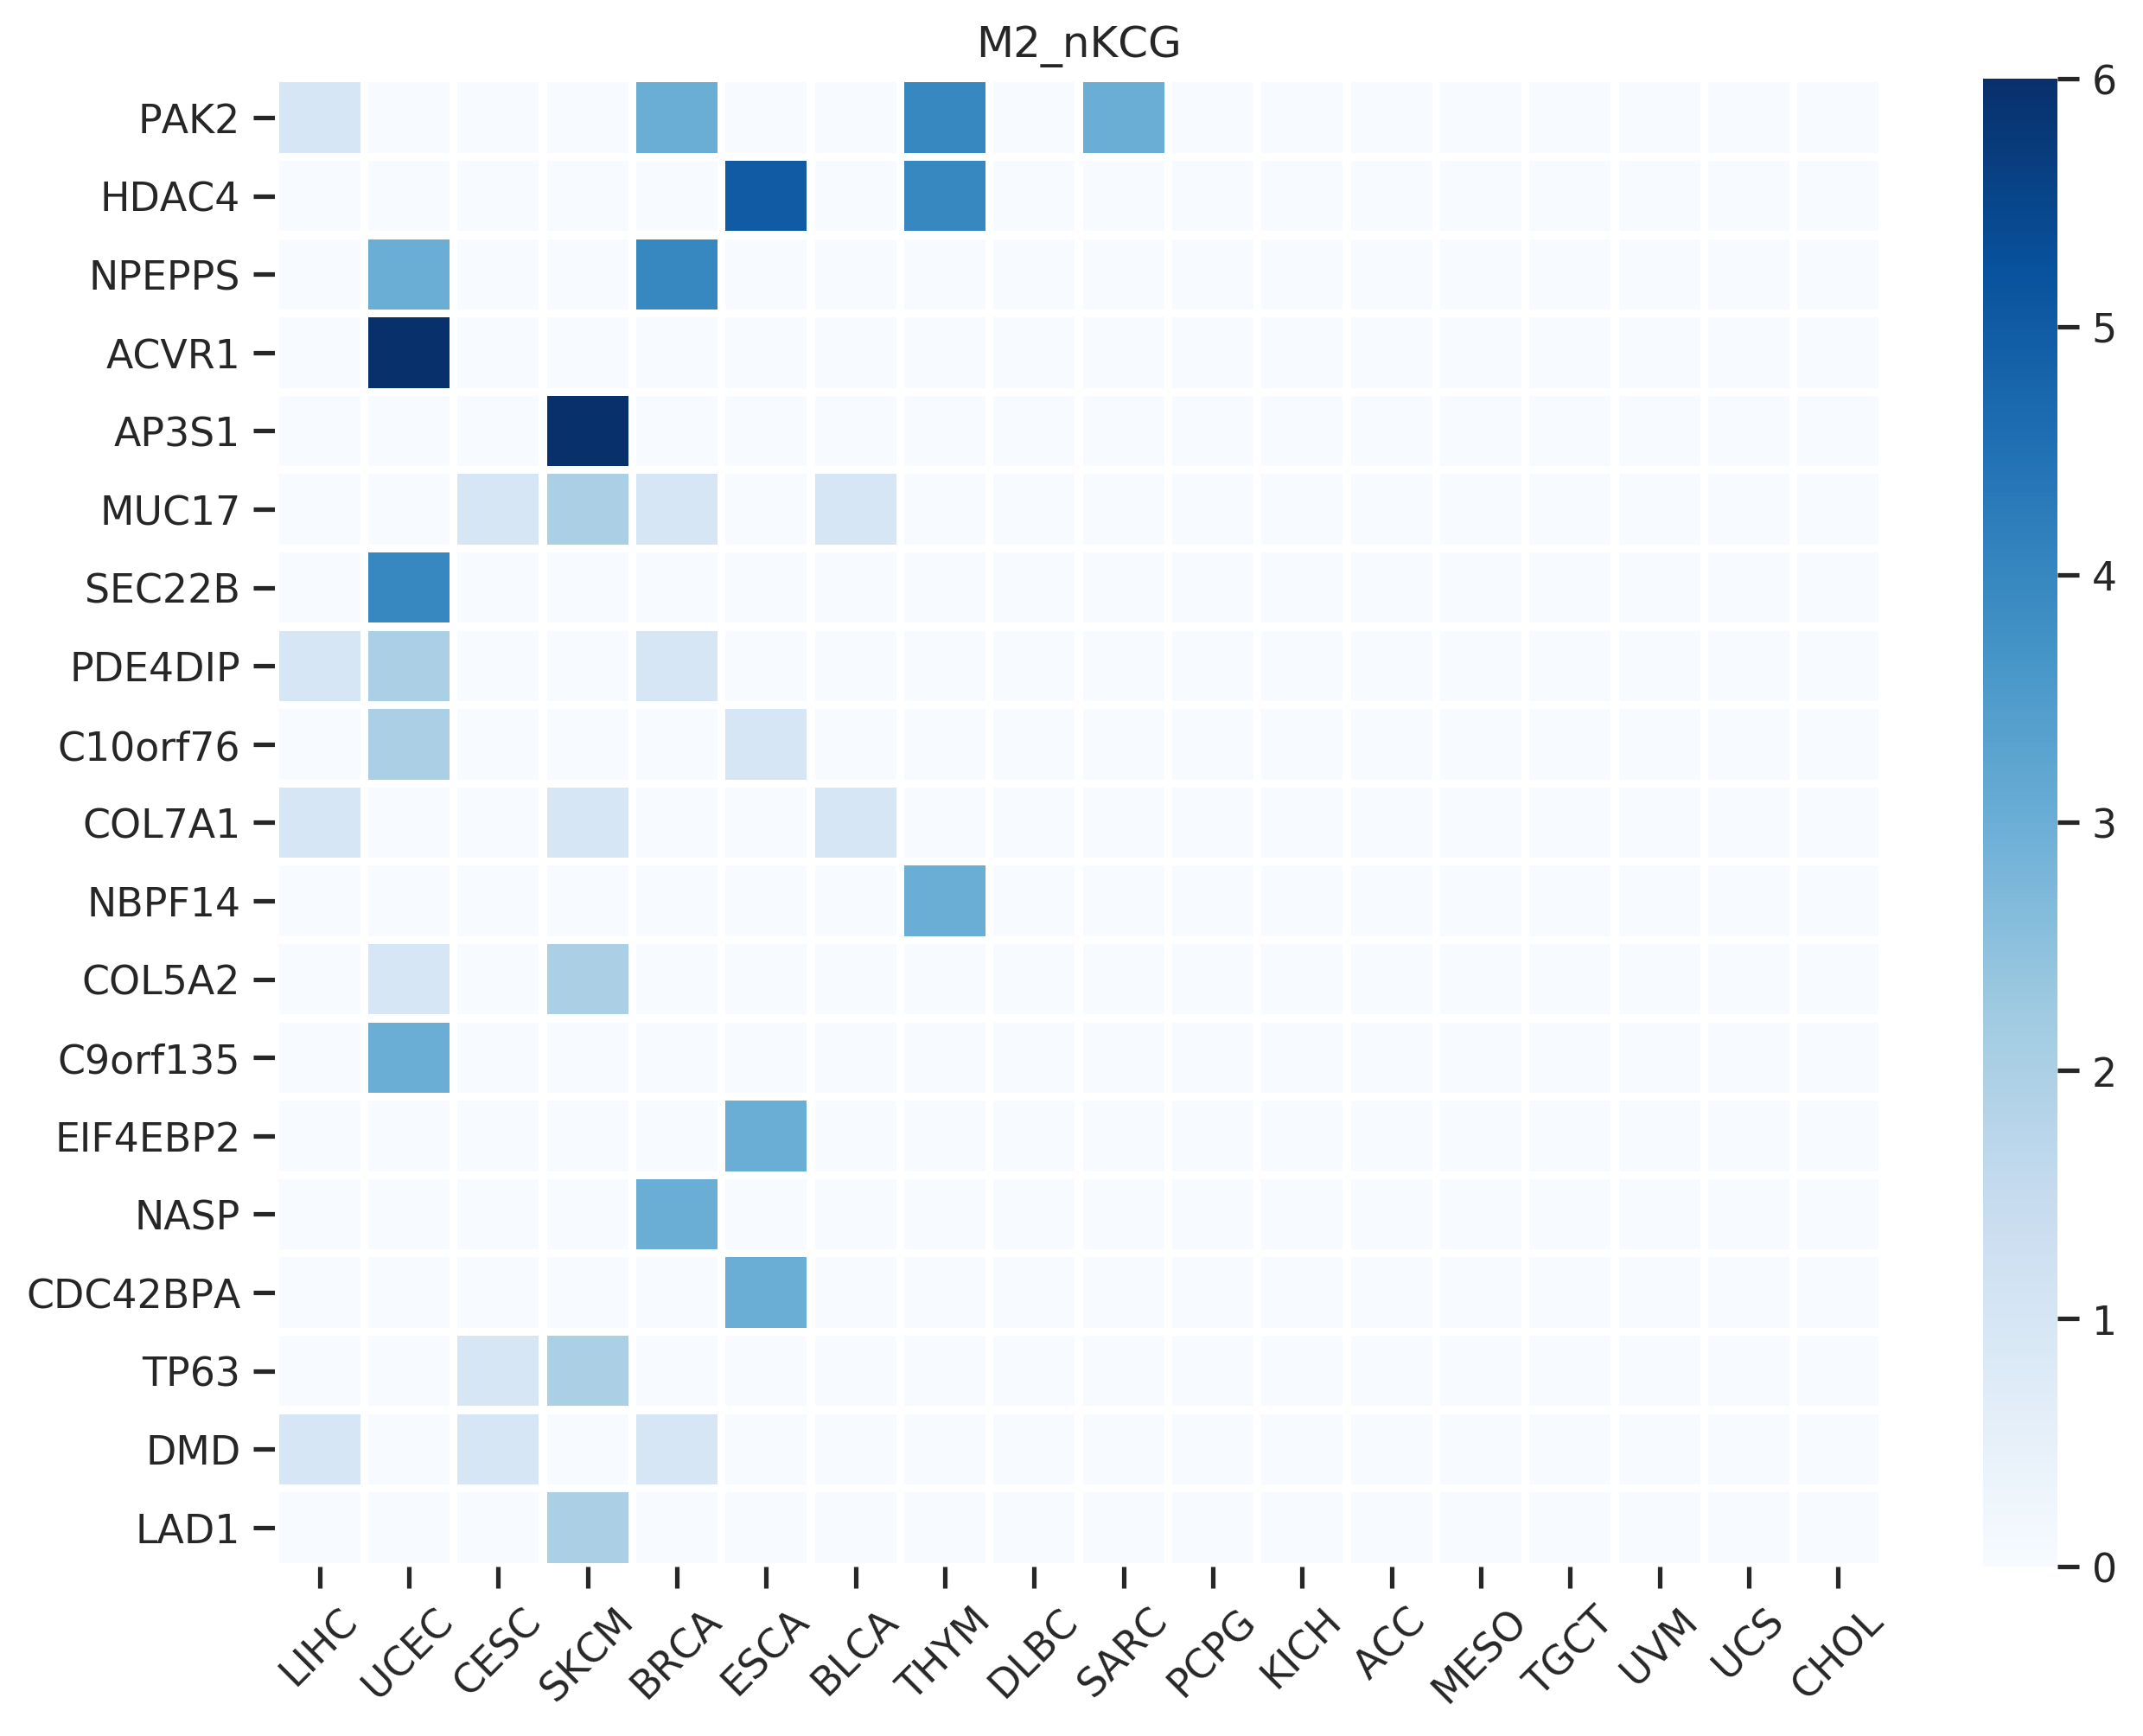 M2_nKCG
PAK2
HDAC4
NPEPPS
ACVR1
AP3S1
MUC17
SEC22B
PDE4DIP
C10orf76
COL7A1
NBPF14
COL5A2
C9orf135
EIF4EBP2
NASP
CDC42BPA
TP63
DMD
LAD1
LIHC UCEC CESC SKCM BRCA ESCA BLCA THYM DLBC SARC PCPG KICH ACC MESO TGCT UVM UCS CHOL
6
5
4
3
2
1
0